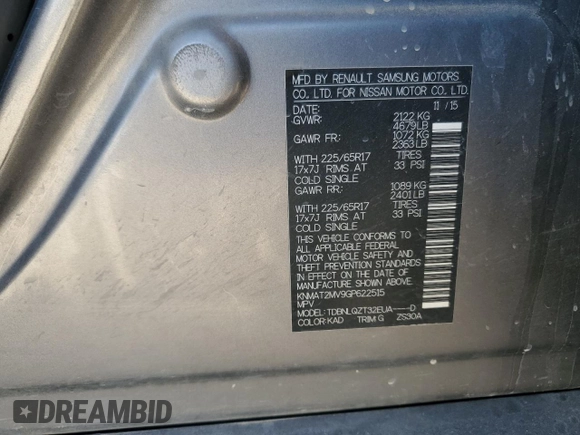 MFD BY RENAULT SAMSUNG MOTORS
CO. LTD. FOR NISSAN MOTOR CO. LTD.
DATE: 11 / 15
GVWR: 2122 KG
4679 LB
GAWR FR: 1072 KG
2363 LB
WITH 225/65R17 TIRES
17x7J RIMS AT 33 PSI
COLD SINGLE
GAWR RR: 1089 KG
2401 LB
WITH 225/65R17 TIRES
17x7J RIMS AT 33 PSI
COLD SINGLE
THIS VEHICLE CONFORMS TO
ALL APPLICABLE FEDERAL
MOTOR VEHICLE SAFETY AND
THEFT PREVENTION STANDARDS
IN EFFECT ON THE DATE OF
MANUFACTURE SHOWN ABOVE.
KNMAT2MV9GP622515
MPV
MODEL: TDBNLQZT32EUA----D
COLOR: KAD TRIM: G ZS30A
DREAMBID